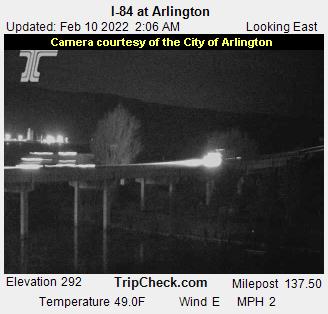 I-84 at Arlington
Updated: Feb 10 2022 2:06 AM Looking East
Camera courtesy of the City of Arlington
Elevation 292 TripCheck.com Milepost 137.50
Temperature 49.0F Wind E MPH 2